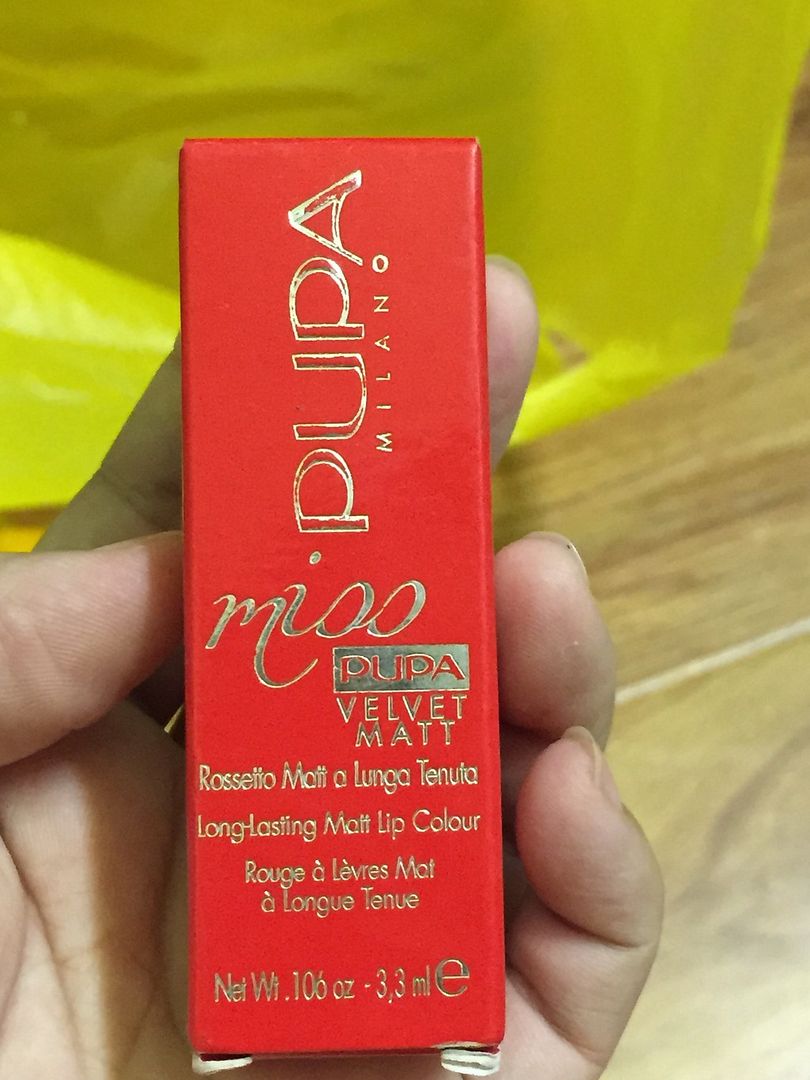 PUPA
MILANO
miss
PUPA
VELVET
MATT
Rossetto Matt a Lunga Tenuta
Long-Lasting Matt Lip Colour
Rouge à Lèvres Mat
à Longue Tenue
Net Wt .106 oz - 3,3 ml e